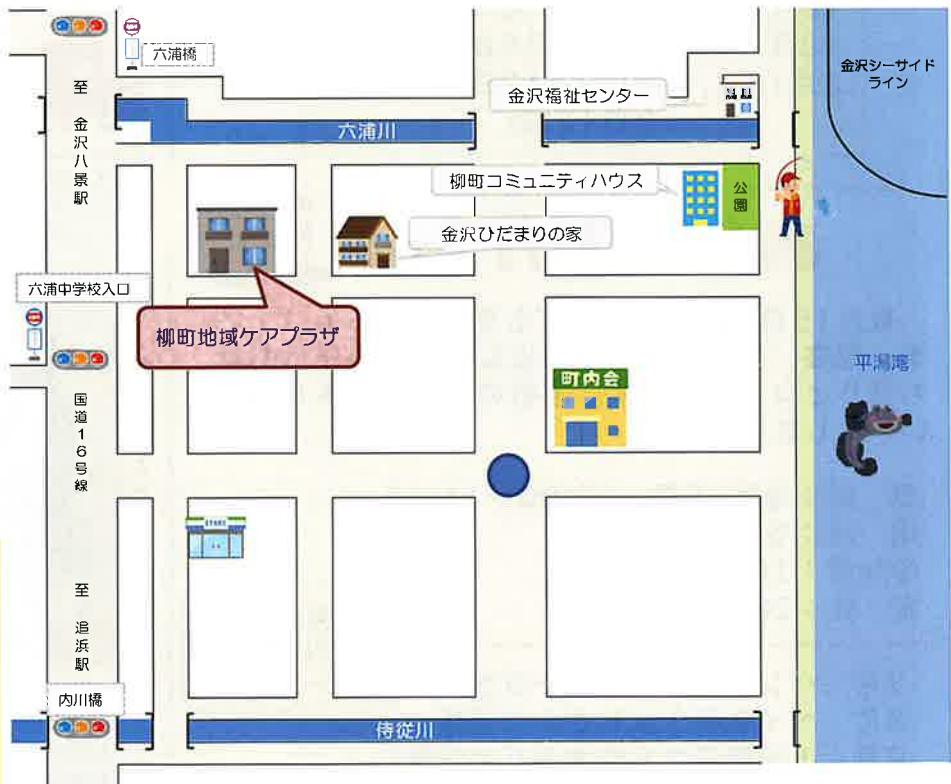 六浦橋
金沢シーサイド
ライン
至 金沢八景駅
金沢福祉センター
六浦川
柳町コミュニティハウス
公園
金沢ひだまりの家
六浦中学校入口
柳町地域ケアプラザ
平潟湾
町内会
国道16号線
至 追浜駅
内川橋
侍従川